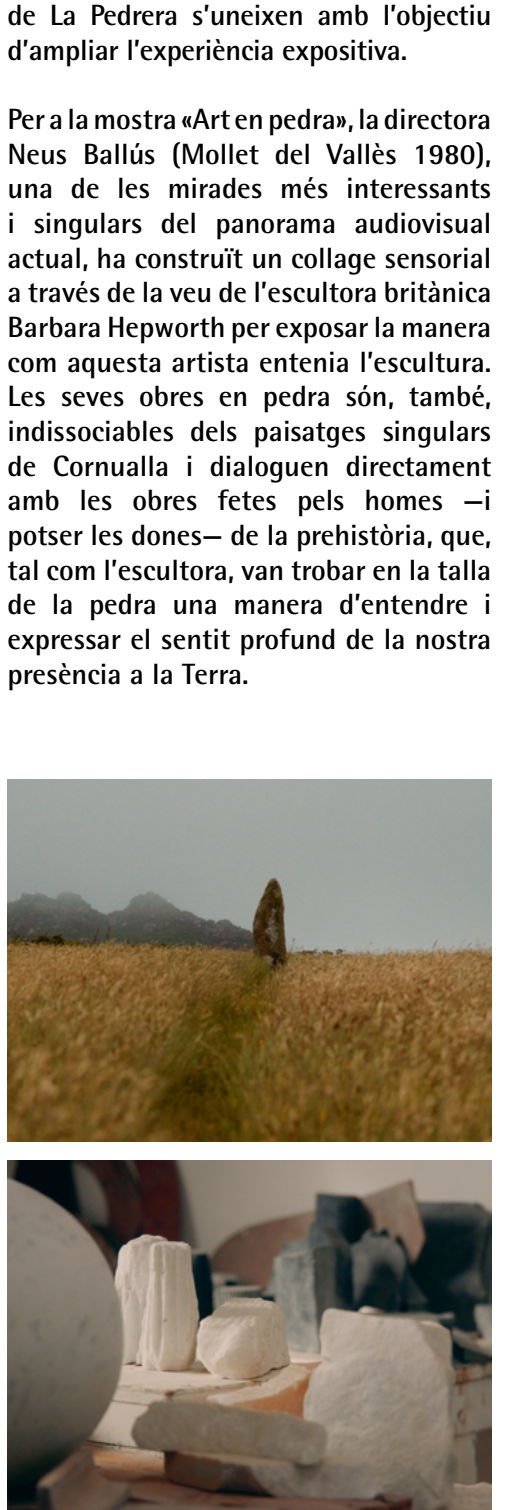 de La Pedrera s’uneixen amb l’objectiu
d’ampliar l’experiència expositiva.
Per a la mostra «Art en pedra», la directora
Neus Ballús (Mollet del Vallès 1980),
una de les mirades més interessants
i singulars del panorama audiovisual
actual, ha construït un collage sensorial
a través de la veu de l’escultora britànica
Barbara Hepworth per exposar la manera
com aquesta artista entenia l’escultura.
Les seves obres en pedra són, també,
indissociables dels paisatges singulars
de Cornualla i dialoguen directament
amb les obres fetes pels homes —i
potser les dones— de la prehistòria, que,
tal com l’escultora, van trobar en la talla
de la pedra una manera d’entendre i
expressar el sentit profund de la nostra
presència a la Terra.